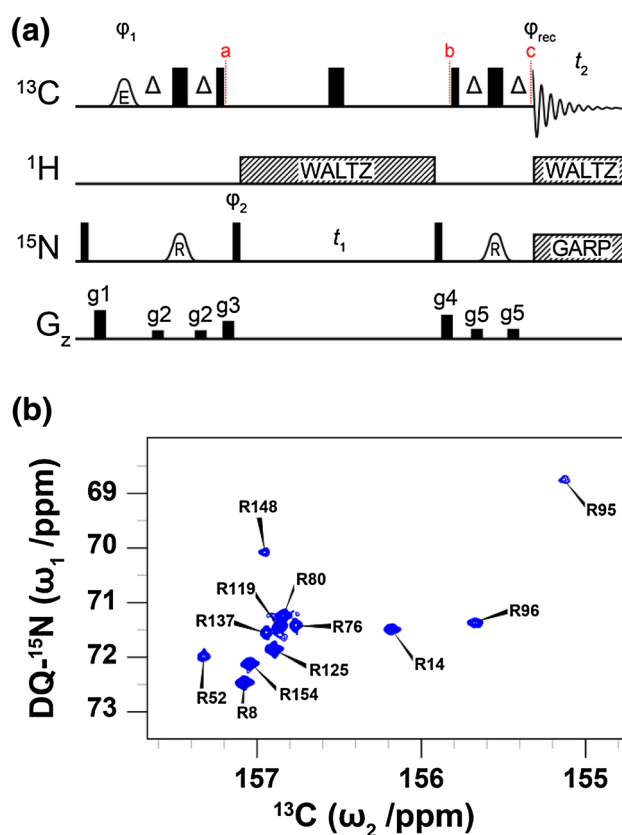 (a)
φ1 φrec
a b c t2
13C E Δ Δ Δ Δ
1H WALTZ WALTZ
φ2
15N R t1 R GARP
g1 g2 g2 g3 g4 g5 g5
Gz
(b)
DQ-15N (ω1 /ppm)
69
70
71
72
73
R95
R148
R80
R119
R137 R76 R96
R14
R125
R52 R154
R8
157 156 155
13C (ω2 /ppm)